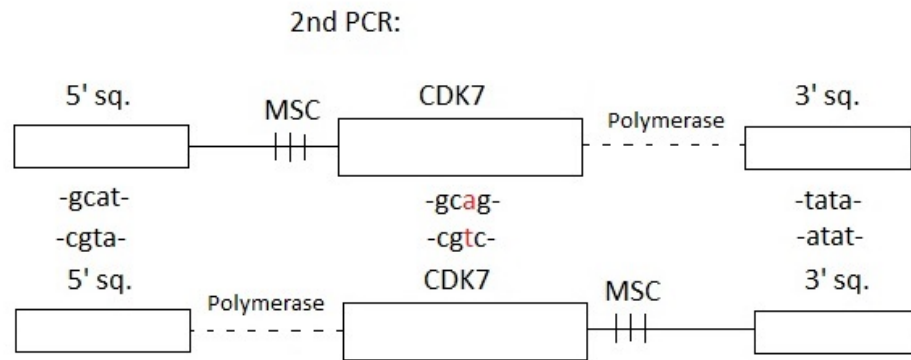 2nd PCR:
5' sq. MSC CDK7 Polymerase 3' sq.
-gcat- -gcag- -tata-
-cgta- -cgtc- -atat-
5' sq. Polymerase CDK7 MSC 3' sq.